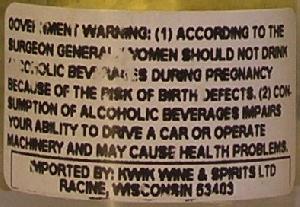 GOVERNMENT WARNING: (1) ACCORDING TO THE
SURGEON GENERAL, WOMEN SHOULD NOT DRINK
ALCOHOLIC BEVERAGES DURING PREGNANCY
BECAUSE OF THE RISK OF BIRTH DEFECTS. (2) CON-
SUMPTION OF ALCOHOLIC BEVERAGES IMPAIRS
YOUR ABILITY TO DRIVE A CAR OR OPERATE
MACHINERY AND MAY CAUSE HEALTH PROBLEMS.
IMPORTED BY: KWIK WINE & SPIRITS LTD
RACINE, WISCONSIN 53403